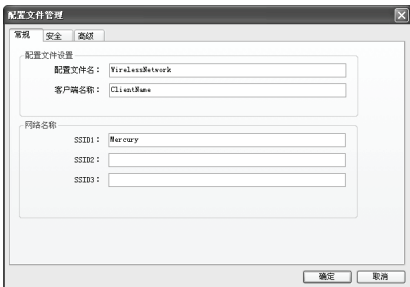 配置文件管理
常规 安全 高级
配置文件设置
配置文件名： WirelessNetwork
客户端名称： ClientName
网络名称
SSID1： Mercury
SSID2：
SSID3：
确定 取消